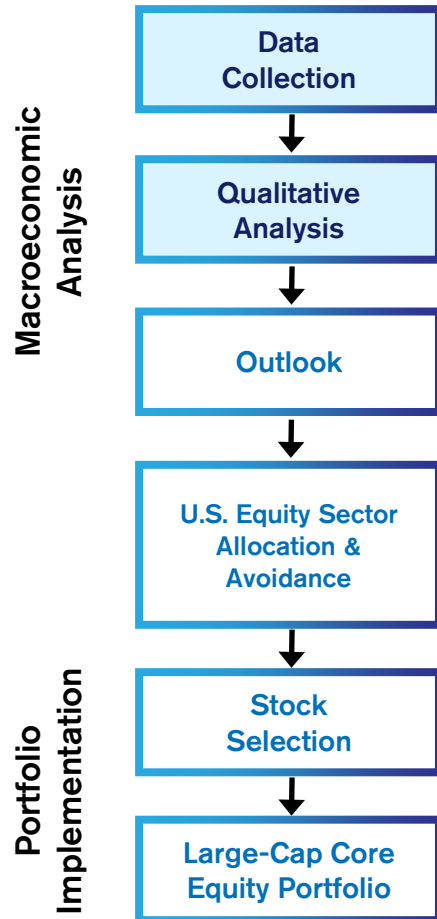 Macroeconomic
Analysis
Data
Collection
Qualitative
Analysis
Outlook
U.S. Equity Sector
Allocation &
Avoidance
Portfolio
Implementation
Stock
Selection
Large-Cap Core
Equity Portfolio